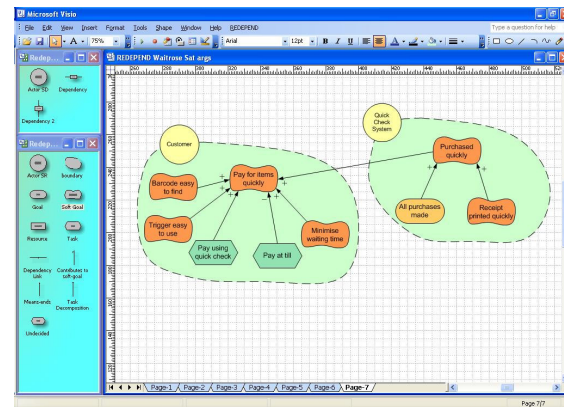 Microsoft Visio
File Edit View Insert Format Tools Shape Window Help REDEPEND
Type a question for help
A 75%
Arial 12pt B I U
Redep...
REDEPEND Waitrose Sat args
Actor SD
Dependency
Dependency 2
Redep...
Actor SR
boundary
Goal
Soft Goal
Resource
Task
Dependency Link
Contributes to soft-goal
Means-ends
Task Decomposition
Undecided
Customer
Pay for items
quickly
Barcode easy
to find
Trigger easy
to use
Pay using
quick check
Pay at till
Minimise
waiting time
Quick
Check
System
Purchased
quickly
All purchases
made
Receipt
printed quickly
Page-1 Page-2 Page-3 Page-4 Page-5 Page-6 Page-7
Page 7/7